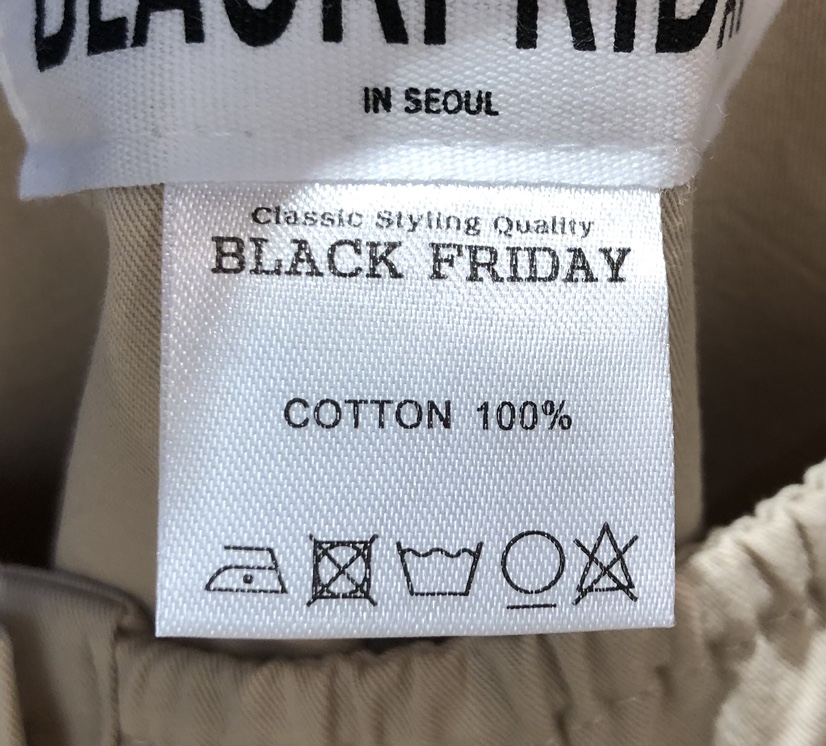 IN SEOUL
Classic Styling Quality
BLACK FRIDAY
COTTON 100%